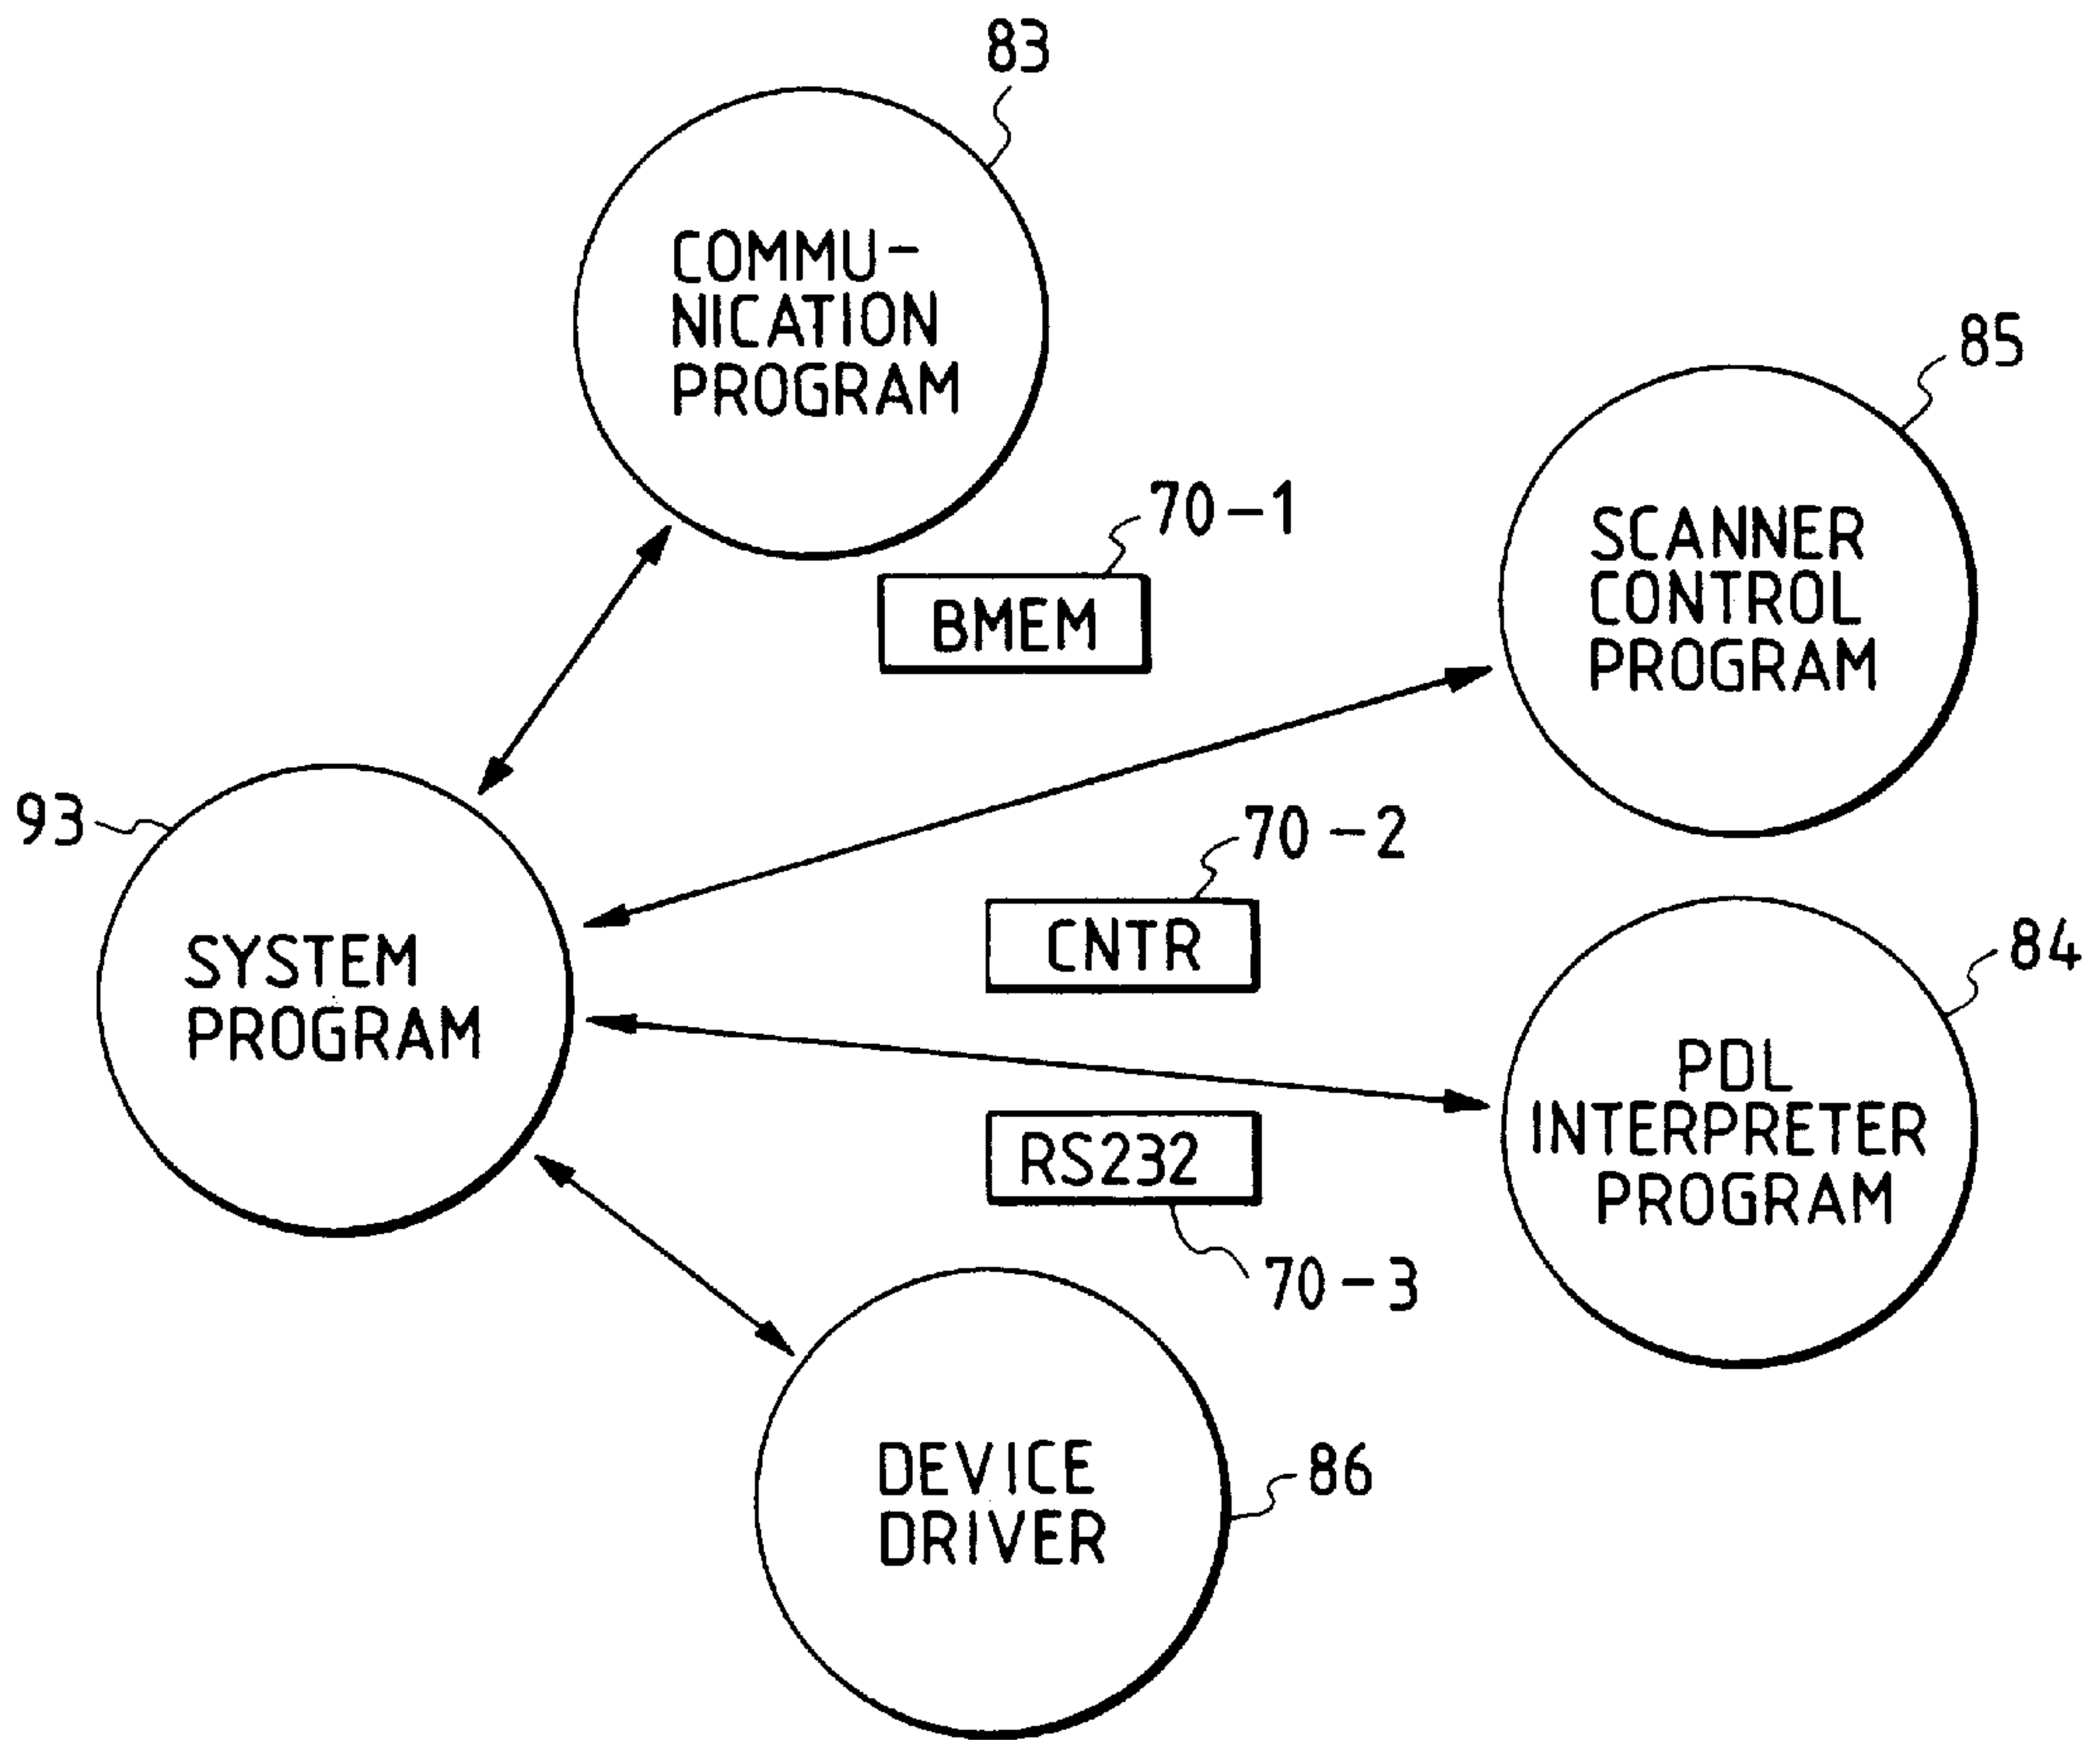 83
COMMU-
NICATION
PROGRAM
85
70-1
SCANNER
CONTROL
PROGRAM
BMEM
93
70-2
84
SYSTEM
PROGRAM
CNTR
PDL
INTERPRETER
PROGRAM
RS232
70-3
DEVICE
DRIVER
86